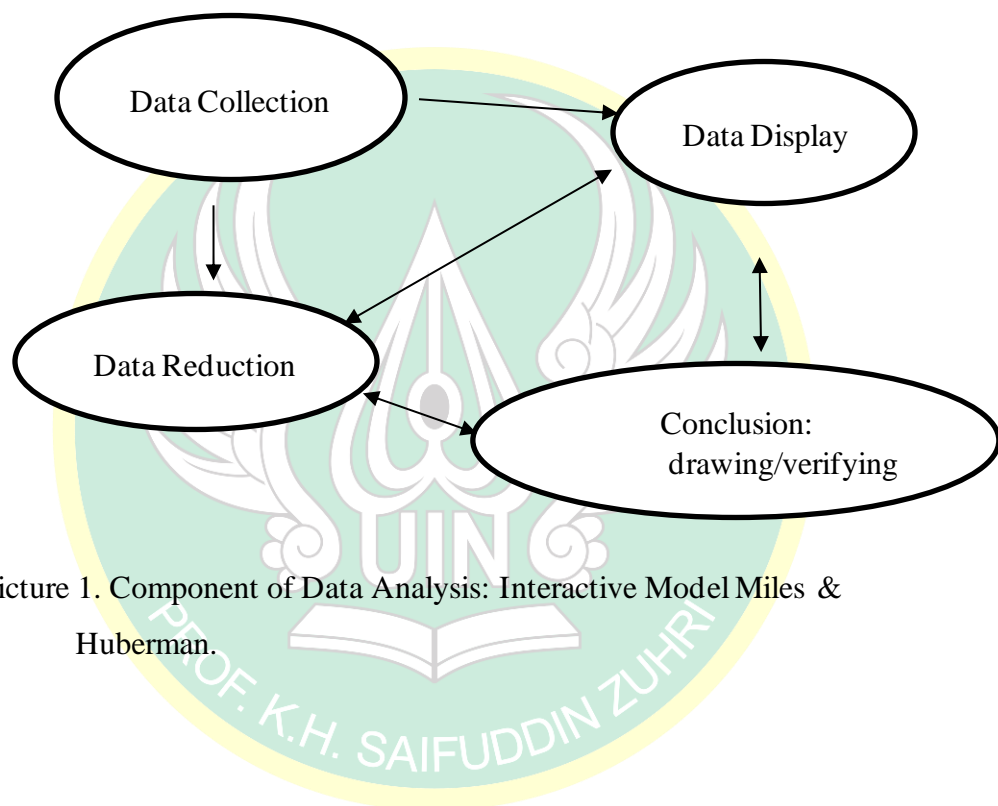 Data Collection
Data Display
Data Reduction
Conclusion:
drawing/verifying
icture 1. Component of Data Analysis: Interactive Model Miles &
Huberman.
UIN
PROF. K.H. SAIFUDDIN ZUHRI